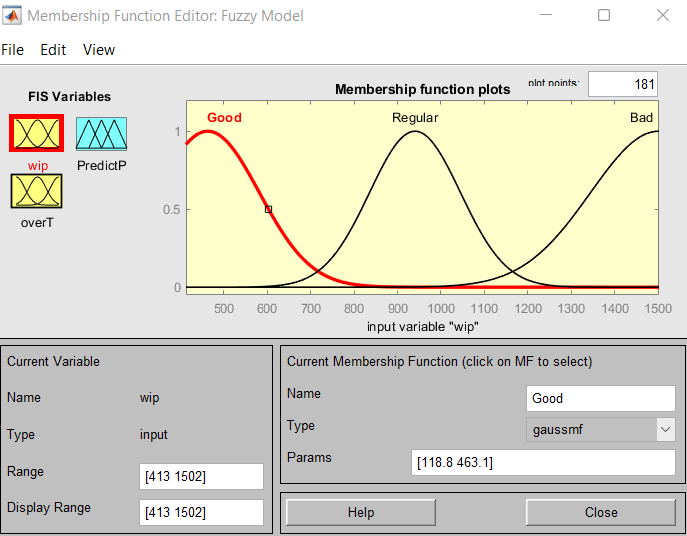 Membership Function Editor: Fuzzy Model
File Edit View
FIS Variables
wip
PredictP
overT
Membership function plots
plot points:
181
Good
Regular
Bad
1
0.5
0
500 600 700 800 900 1000 1100 1200 1300 1400 1500
input variable "wip"
Current Variable
Name wip
Type input
Range [413 1502]
Display Range [413 1502]
Current Membership Function (click on MF to select)
Name Good
Type gaussmf
Params [118.8 463.1]
Help
Close